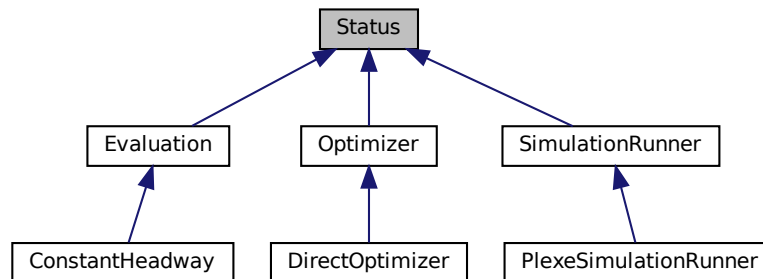 Status
Evaluation
Optimizer
SimulationRunner
ConstantHeadway
DirectOptimizer
PlexeSimulationRunner